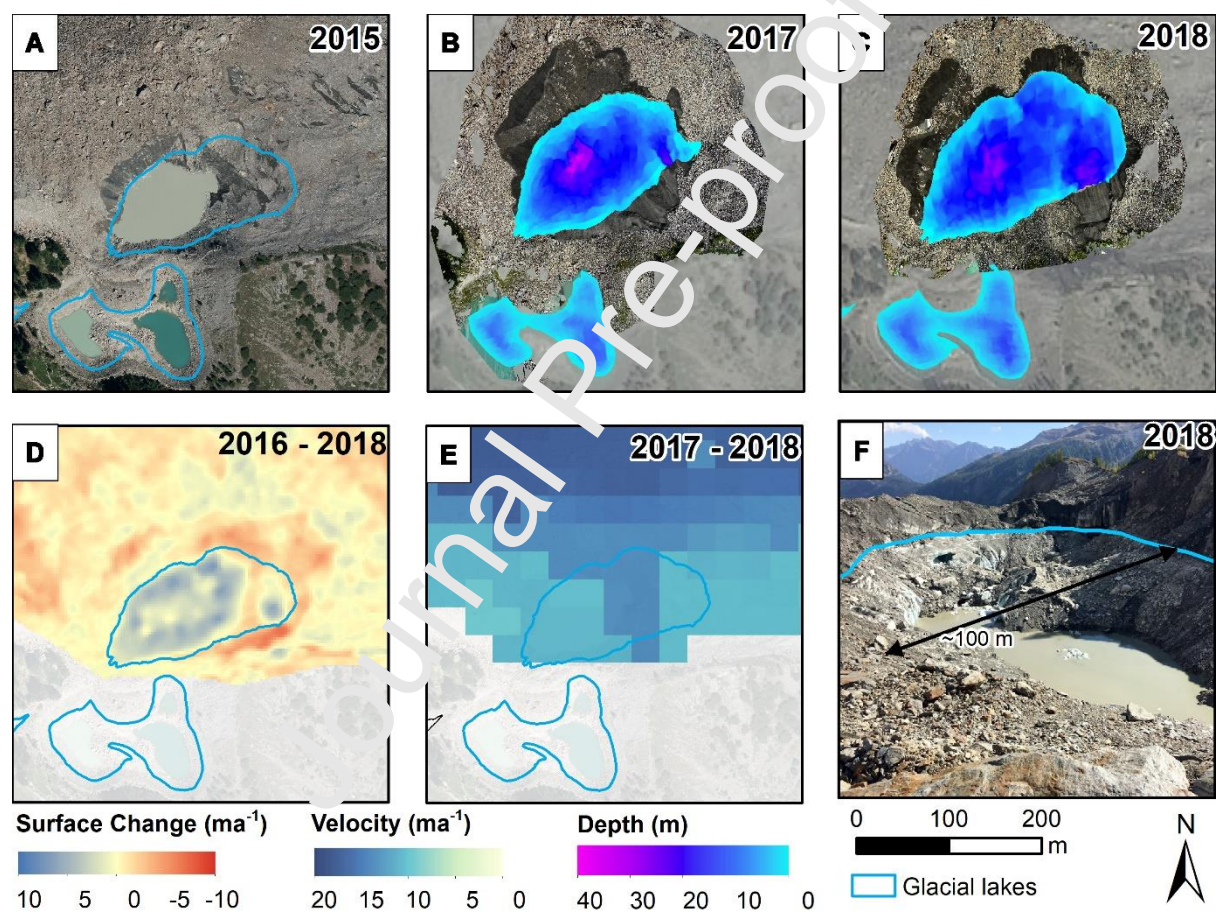 A 2015
B 2017
C 2018
D 2016 - 2018
E 2017 - 2018
F 2018
~100 m
Journal Pre-proof
Surface Change (ma⁻¹)
10 5 0 -5 -10
Velocity (ma⁻¹)
20 15 10 5 0
Depth (m)
40 30 20 10 0
0 100 200
m
N
Glacial lakes